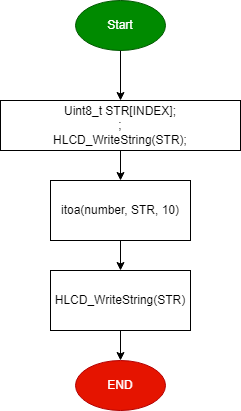 Start
Uint8_t STR[INDEX];
;
HLCD_WriteString(STR);
itoa(number, STR, 10)
HLCD_WriteString(STR)
END